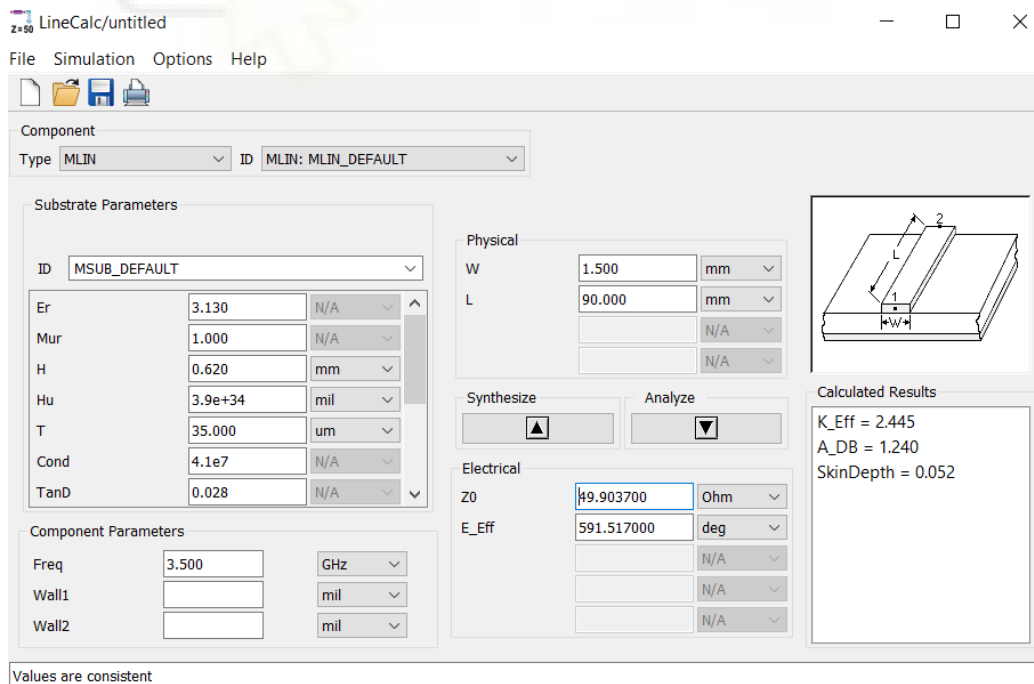 Z=50 LineCalc/untitled
File Simulation Options Help
Component
Type MLIN ID MLIN: MLIN_DEFAULT
Substrate Parameters
ID MSUB_DEFAULT
Er 3.130 N/A
Mur 1.000 N/A
H 0.620 mm
Hu 3.9e+34 mil
T 35.000 um
Cond 4.1e7 N/A
TanD 0.028 N/A
Component Parameters
Freq 3.500 GHz
Wall1 mil
Wall2 mil
Physical
W 1.500 mm
L 90.000 mm
N/A
N/A
Synthesize Analyze
Electrical
Z0 49.903700 Ohm
E_Eff 591.517000 deg
N/A
N/A
N/A
2
L
1
W
Calculated Results
K_Eff = 2.445
A_DB = 1.240
SkinDepth = 0.052
Values are consistent